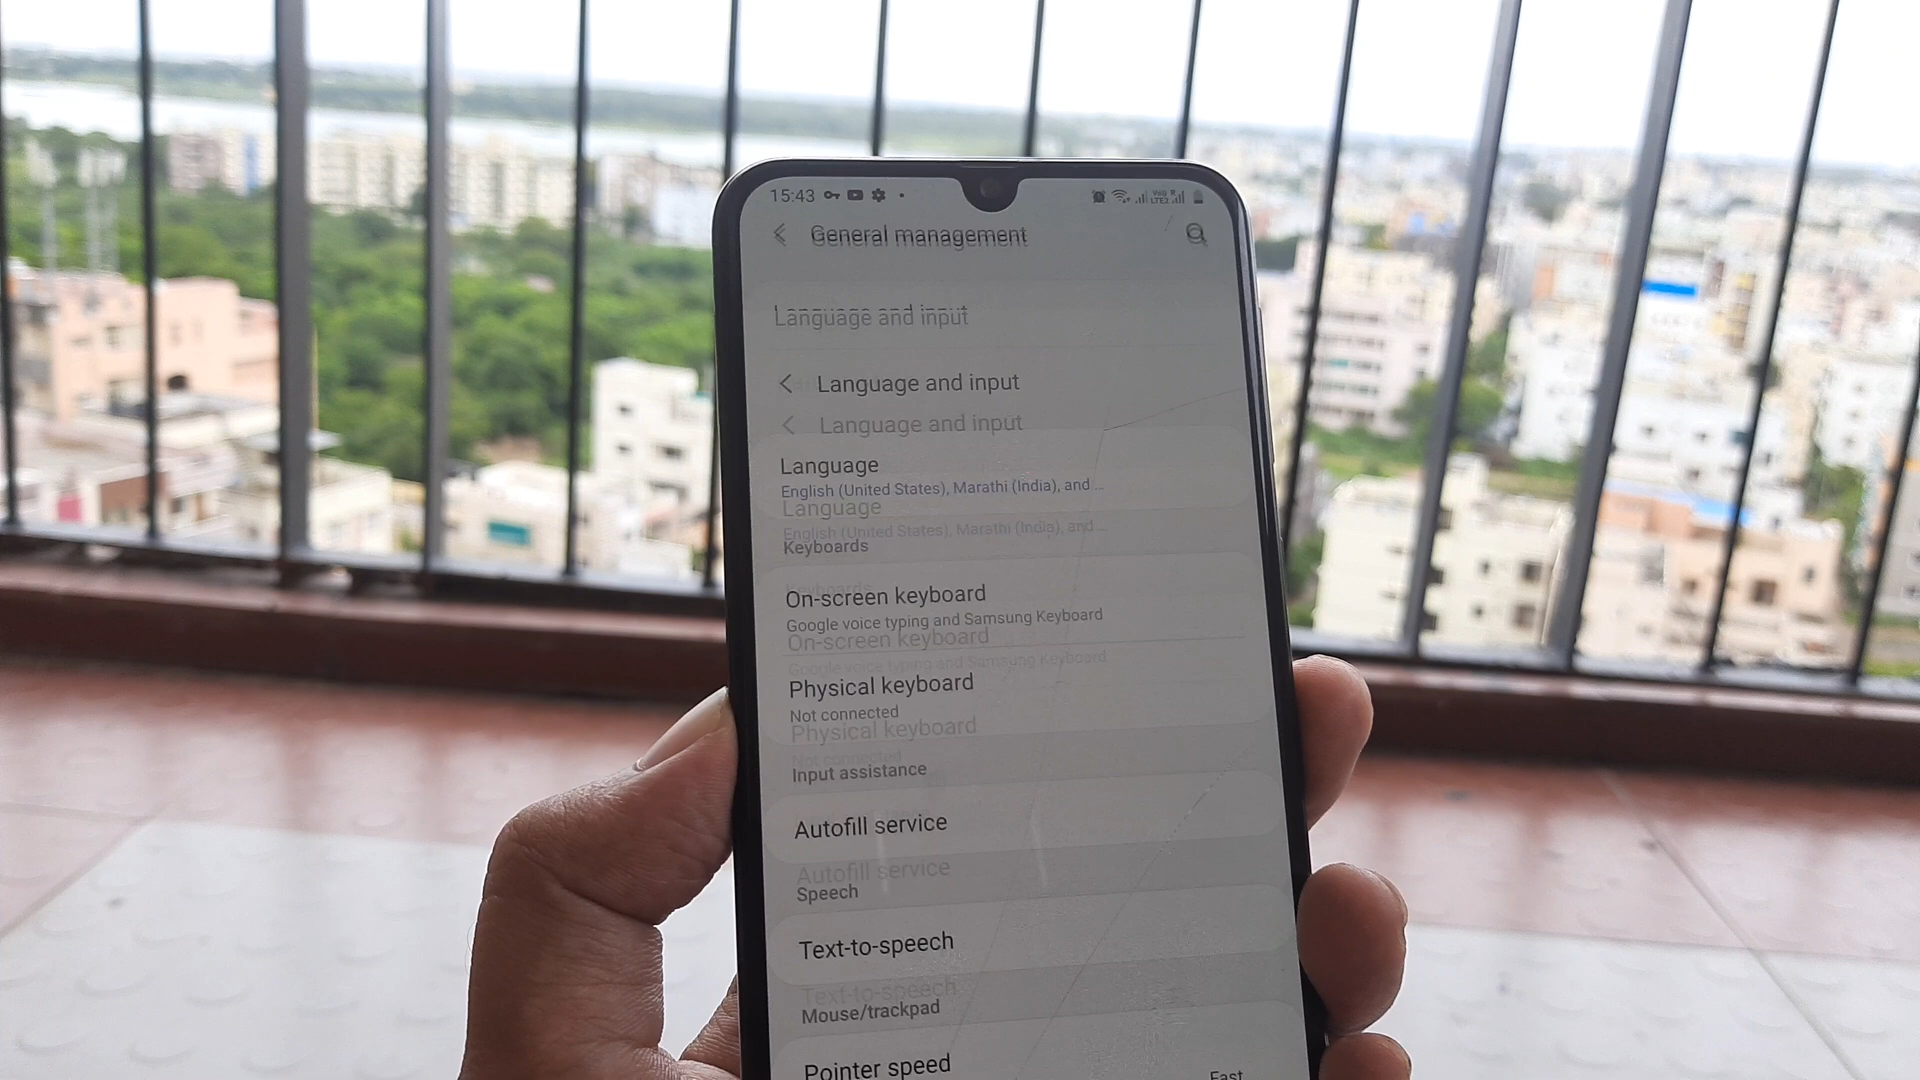 15:43
General management
Language and input
Language and input
Language and input
Language
English (United States), Marathi (India), and ...
Language
English (United States), Marathi (India), and ...
Keyboards
Keyboards
On-screen keyboard
Google voice typing and Samsung Keyboard
On-screen keyboard
Google voice typing and Samsung Keyboard
Physical keyboard
Not connected
Physical keyboard
Not connected
Input assistance
Autofill service
Autofill service
Speech
Text-to-speech
Text-to-speech
Mouse/trackpad
Pointer speed
Fast